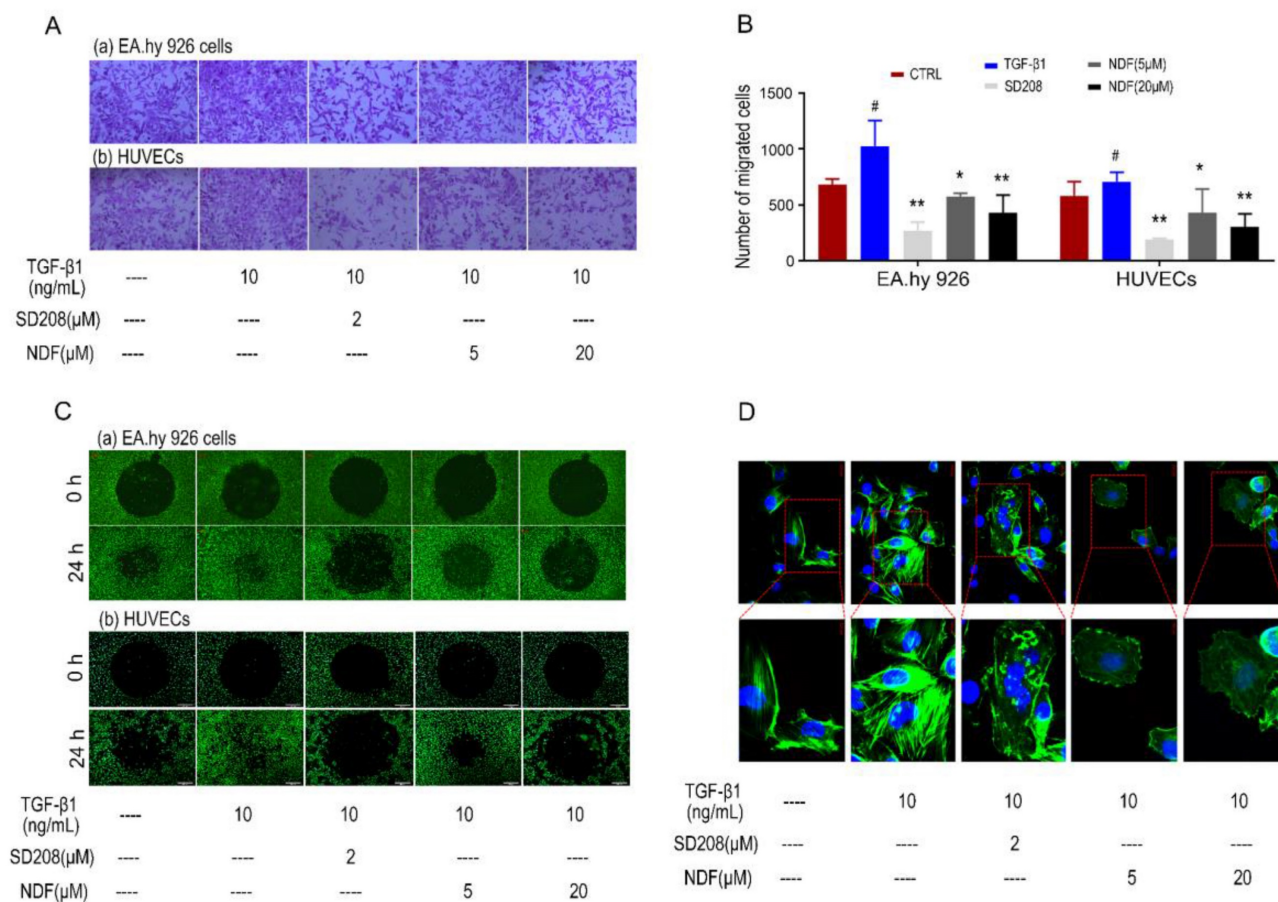 A
(a) EA.hy 926 cells
(b) HUVECs
TGF-β1
(ng/mL) ---- 10 10 10 10
SD208(µM) ---- ---- 2 ---- ----
NDF(µM) ---- ---- ---- 5 20
B
CTRL TGF-β1 NDF(5µM)
SD208 NDF(20µM)
Number of migrated cells
1500
1000
500
0
# ** * **
# ** * **
EA.hy 926 HUVECs
C
(a) EA.hy 926 cells
0 h
24 h
(b) HUVECs
0 h
24 h
TGF-β1
(ng/mL) ---- 10 10 10 10
SD208(µM) ---- ---- 2 ---- ----
NDF(µM) ---- ---- ---- 5 20
D
TGF-β1
(ng/mL) ---- 10 10 10 10
SD208(µM) ---- ---- 2 ---- ----
NDF(µM) ---- ---- ---- 5 20